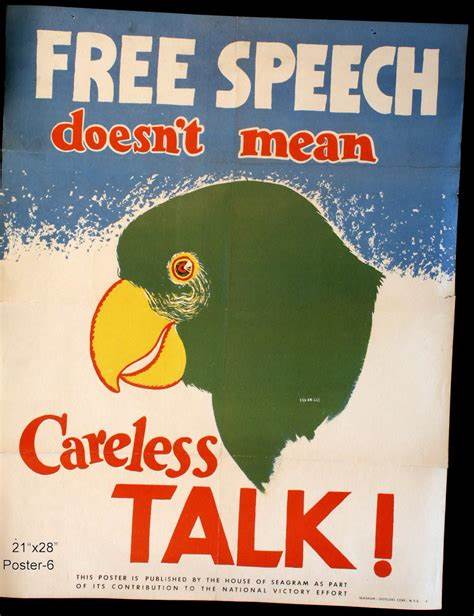 FREE SPEECH
doesn't mean
Careless
TALK!
21"x28"
Poster-6
THIS POSTER IS PUBLISHED BY THE HOUSE OF SEAGRAM AS PART
OF ITS CONTRIBUTION TO THE NATIONAL VICTORY EFFORT